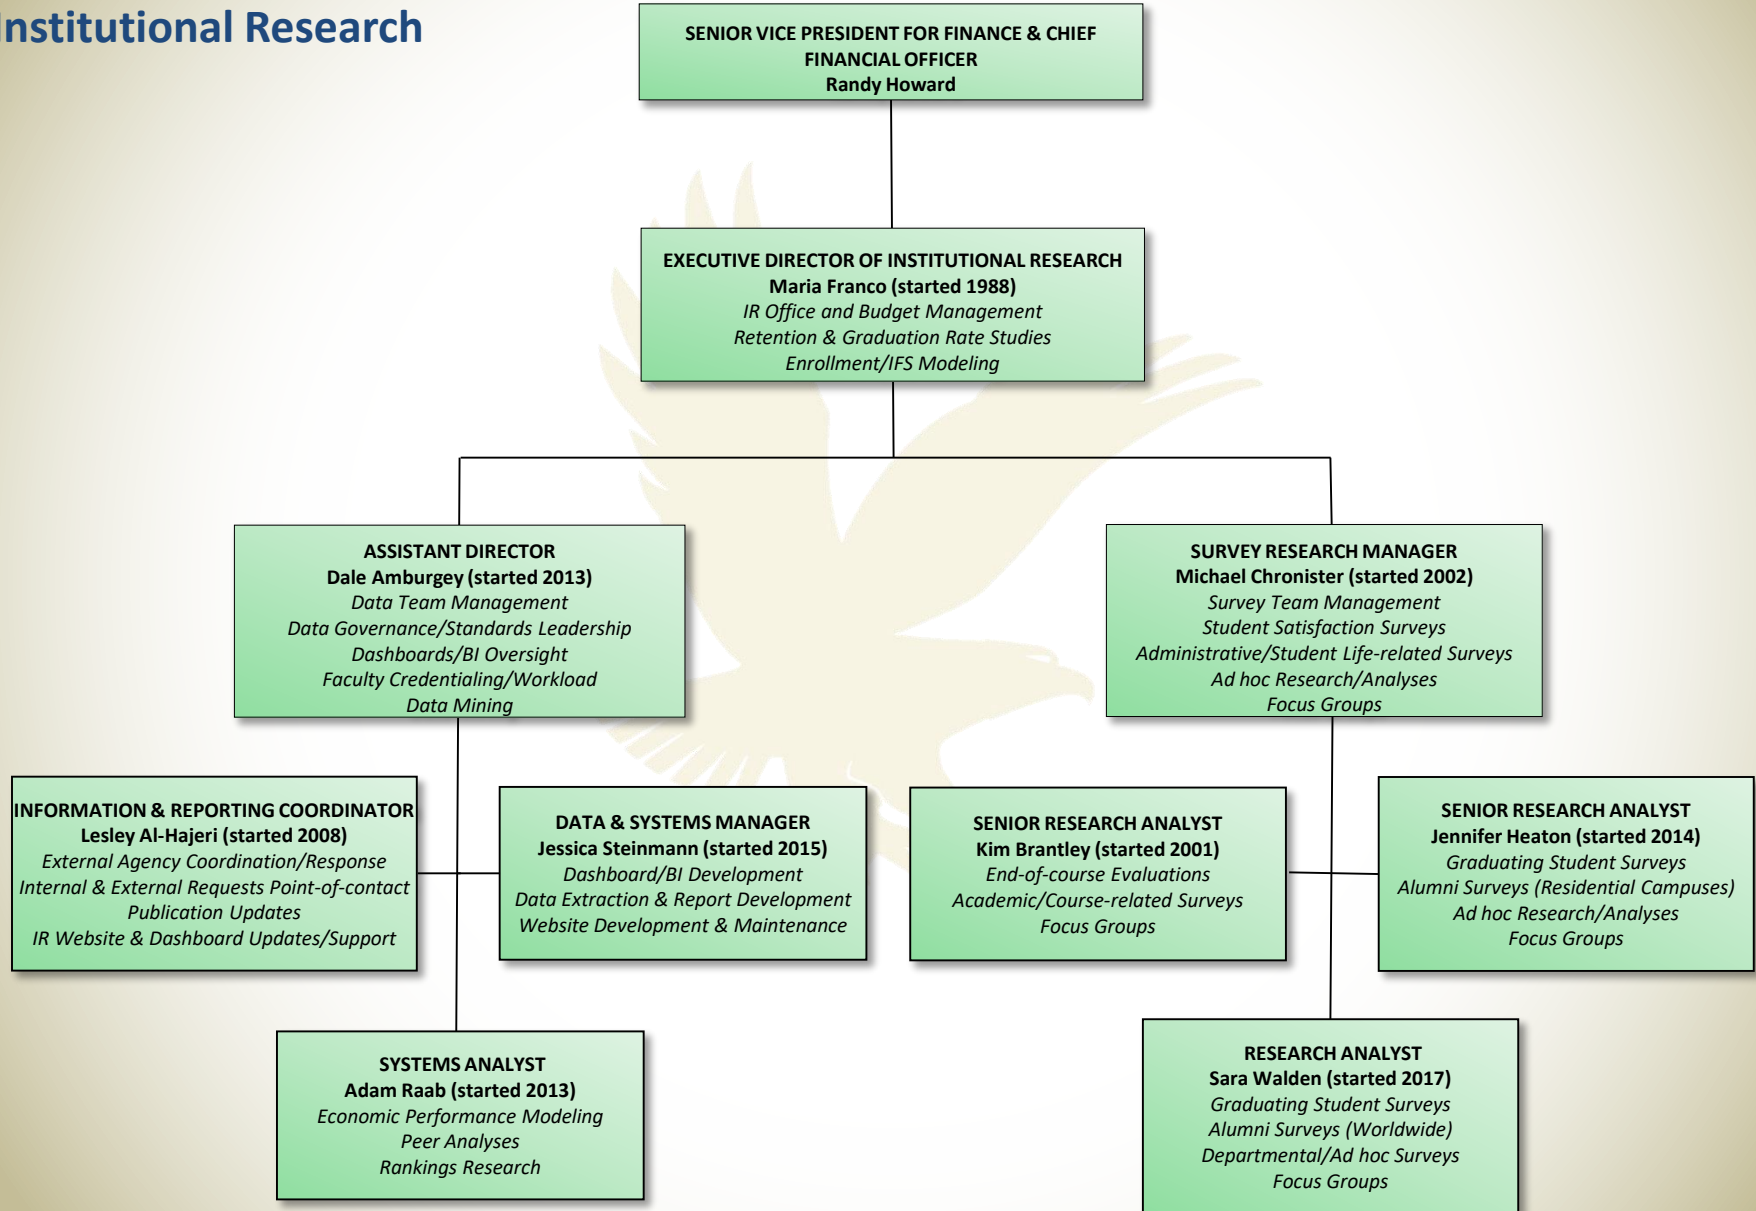 Institutional Research
SENIOR VICE PRESIDENT FOR FINANCE & CHIEF
FINANCIAL OFFICER
Randy Howard
EXECUTIVE DIRECTOR OF INSTITUTIONAL RESEARCH
Maria Franco (started 1988)
IR Office and Budget Management
Retention & Graduation Rate Studies
Enrollment/IFS Modeling
ASSISTANT DIRECTOR
Dale Amburgey (started 2013)
Data Team Management
Data Governance/Standards Leadership
Dashboards/BI Oversight
Faculty Credentialing/Workload
Data Mining
SURVEY RESEARCH MANAGER
Michael Chronister (started 2002)
Survey Team Management
Student Satisfaction Surveys
Administrative/Student Life-related Surveys
Ad hoc Research/Analyses
Focus Groups
INFORMATION & REPORTING COORDINATOR
Lesley Al-Hajeri (started 2008)
External Agency Coordination/Response
Internal & External Requests Point-of-contact
Publication Updates
IR Website & Dashboard Updates/Support
DATA & SYSTEMS MANAGER
Jessica Steinmann (started 2015)
Dashboard/BI Development
Data Extraction & Report Development
Website Development & Maintenance
SENIOR RESEARCH ANALYST
Kim Brantley (started 2001)
End-of-course Evaluations
Academic/Course-related Surveys
Focus Groups
SENIOR RESEARCH ANALYST
Jennifer Heaton (started 2014)
Graduating Student Surveys
Alumni Surveys (Residential Campuses)
Ad hoc Research/Analyses
Focus Groups
SYSTEMS ANALYST
Adam Raab (started 2013)
Economic Performance Modeling
Peer Analyses
Rankings Research
RESEARCH ANALYST
Sara Walden (started 2017)
Graduating Student Surveys
Alumni Surveys (Worldwide)
Departmental/Ad hoc Surveys
Focus Groups